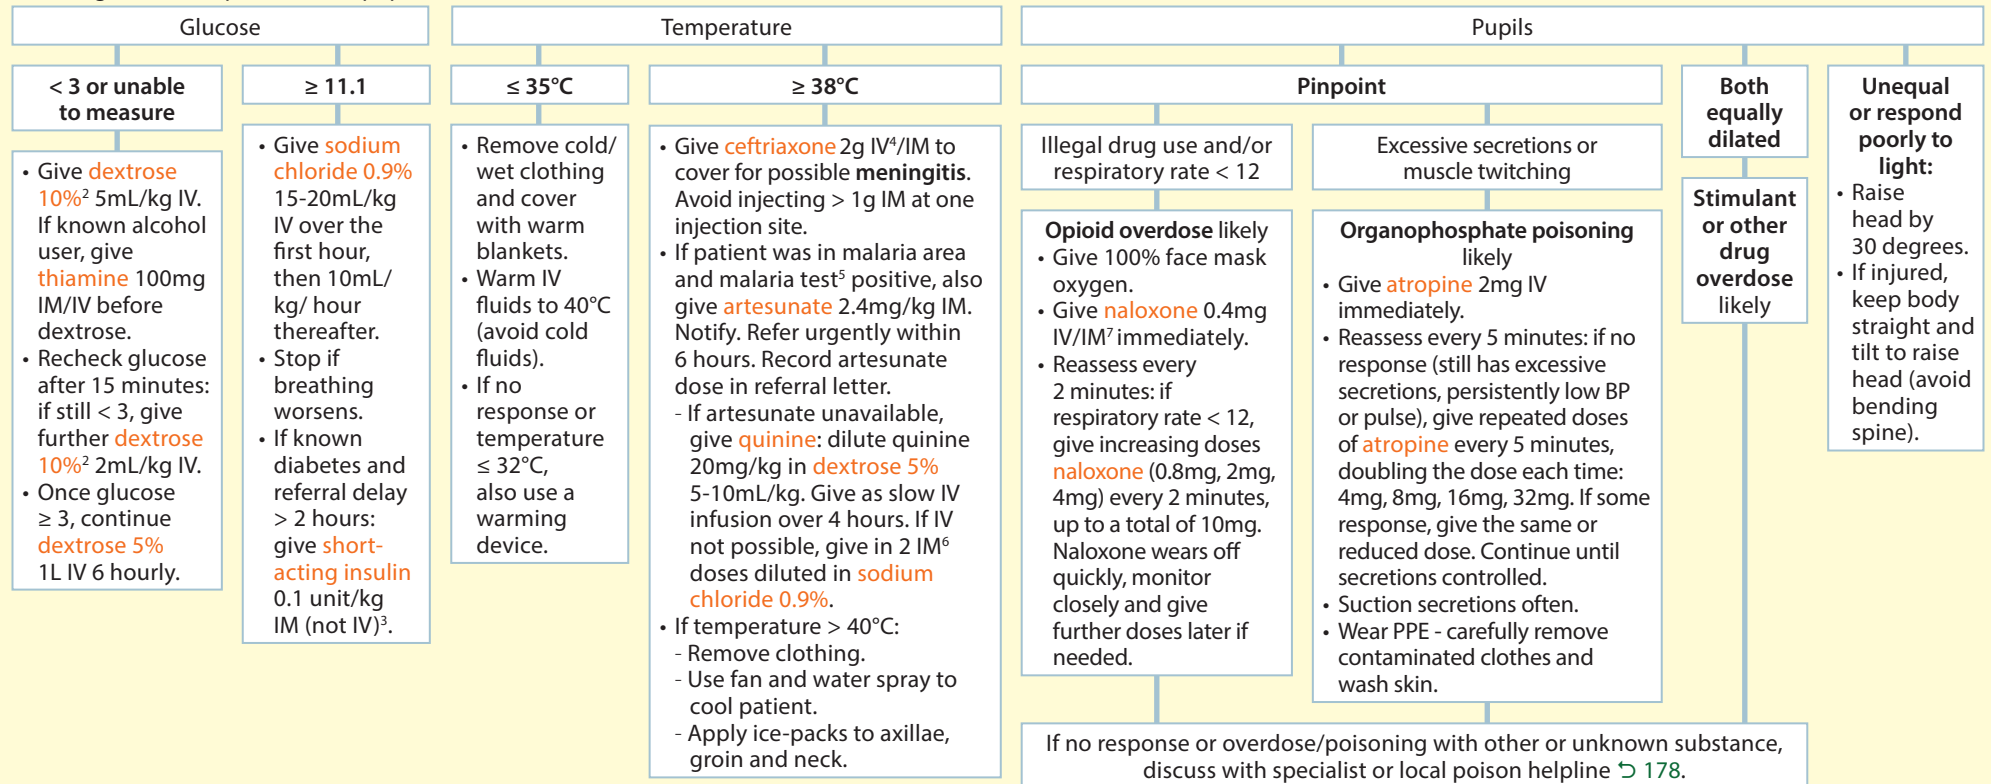 Glucose
< 3 or unable
to measure
• Give dextrose
10%² 5mL/kg IV.
If known alcohol
user, give
thiamine 100mg
IM/IV before
dextrose.
• Recheck glucose
after 15 minutes:
if still < 3, give
further dextrose
10%² 2mL/kg IV.
• Once glucose
≥ 3, continue
dextrose 5%
1L IV 6 hourly.
≥ 11.1
• Give sodium
chloride 0.9%
15-20mL/kg
IV over the
first hour,
then 10mL/
kg/ hour
thereafter.
• Stop if
breathing
worsens.
• If known
diabetes and
referral delay
> 2 hours:
give short-
acting insulin
0.1 unit/kg
IM (not IV)³.
Temperature
≤ 35°C
• Remove cold/
wet clothing
and cover
with warm
blankets.
• Warm IV
fluids to 40°C
(avoid cold
fluids).
• If no
response or
temperature
≤ 32°C,
also use a
warming
device.
≥ 38°C
• Give ceftriaxone 2g IV⁴/IM to
cover for possible meningitis.
Avoid injecting > 1g IM at one
injection site.
• If patient was in malaria area
and malaria test⁵ positive, also
give artesunate 2.4mg/kg IM.
Notify. Refer urgently within
6 hours. Record artesunate
dose in referral letter.
- If artesunate unavailable,
give quinine: dilute quinine
20mg/kg in dextrose 5%
5-10mL/kg. Give as slow IV
infusion over 4 hours. If IV
not possible, give in 2 IM⁶
doses diluted in sodium
chloride 0.9%.
• If temperature > 40°C:
- Remove clothing.
- Use fan and water spray to
cool patient.
- Apply ice-packs to axillae,
groin and neck.
Pupils
Pinpoint
Illegal drug use and/or
respiratory rate < 12
Opioid overdose likely
• Give 100% face mask
oxygen.
• Give naloxone 0.4mg
IV/IM⁷ immediately.
• Reassess every
2 minutes: if
respiratory rate < 12,
give increasing doses
naloxone (0.8mg, 2mg,
4mg) every 2 minutes,
up to a total of 10mg.
Naloxone wears off
quickly, monitor
closely and give
further doses later if
needed.
Excessive secretions or
muscle twitching
Organophosphate poisoning
likely
• Give atropine 2mg IV
immediately.
• Reassess every 5 minutes: if no
response (still has excessive
secretions, persistently low BP
or pulse), give repeated doses
of atropine every 5 minutes,
doubling the dose each time:
4mg, 8mg, 16mg, 32mg. If some
response, give the same or
reduced dose. Continue until
secretions controlled.
• Suction secretions often.
• Wear PPE - carefully remove
contaminated clothes and
wash skin.
Both
equally
dilated
Stimulant
or other
drug
overdose
likely
Unequal
or respond
poorly to
light:
• Raise
head by
30 degrees.
• If injured,
keep body
straight and
tilt to raise
head (avoid
bending
spine).
If no response or overdose/poisoning with other or unknown substance,
discuss with specialist or local poison helpline ⮌ 178.